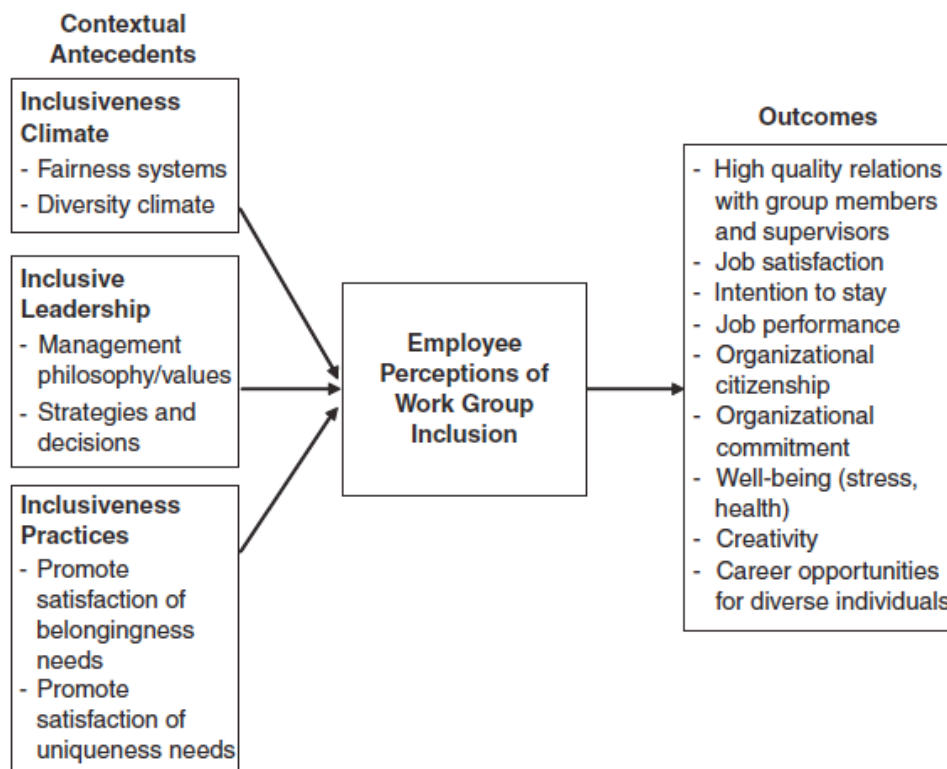 Contextual
Antecedents
Inclusiveness
Climate
- Fairness systems
- Diversity climate
Inclusive
Leadership
- Management
philosophy/values
- Strategies and
decisions
Inclusiveness
Practices
- Promote
satisfaction of
belongingness
needs
- Promote
satisfaction of
uniqueness needs
Employee
Perceptions of
Work Group
Inclusion
Outcomes
- High quality relations
with group members
and supervisors
- Job satisfaction
- Intention to stay
- Job performance
- Organizational
citizenship
- Organizational
commitment
- Well-being (stress,
health)
- Creativity
- Career opportunities
for diverse individuals